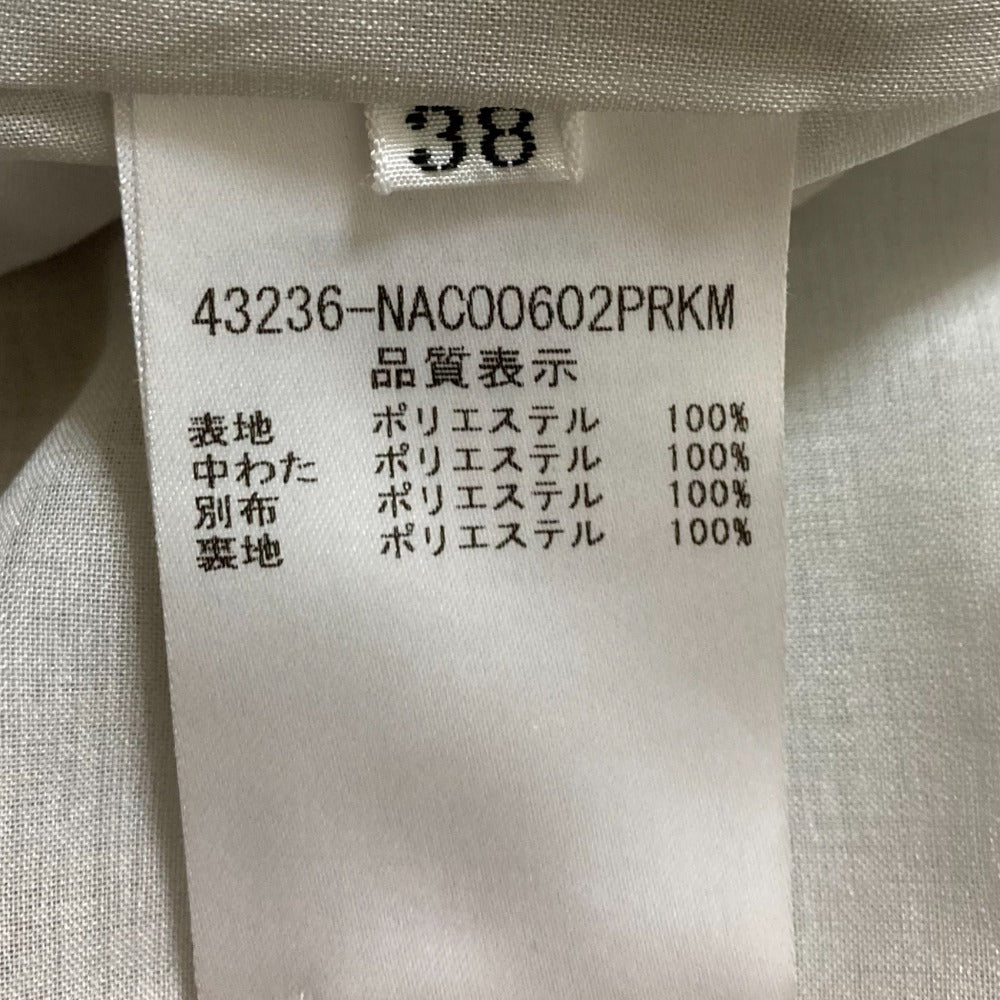 38
43236-NAC00602PRKM
品質表示
表地 ポリエステル 100%
中わた ポリエステル 100%
別布 ポリエステル 100%
裏地 ポリエステル 100%